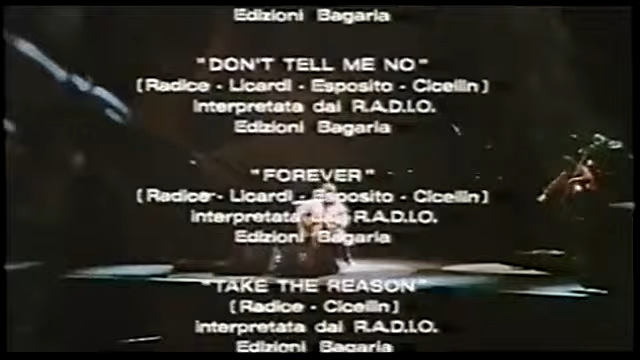 Edizioni Bagaria
"DON'T TELL ME NO"
(Radice - Licardi - Esposito - Cicellin)
interpretata dai R.A.D.I.O.
Edizioni Bagaria
"FOREVER"
(Radice - Licardi - Esposito - Cicellin)
interpretata dai R.A.D.I.O.
Edizioni Bagaria
"TAKE THE REASON"
(Radice - Cicellin)
interpretata dai R.A.D.I.O.
Edizioni Bagaria